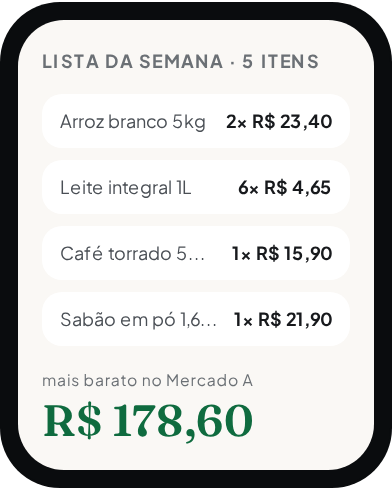 LISTA DA SEMANA · 5 ITENS
Arroz branco 5kg 2× R$ 23,40
Leite integral 1L 6× R$ 4,65
Café torrado 5... 1× R$ 15,90
Sabão em pó 1,6... 1× R$ 21,90
mais barato no Mercado A
R$ 178,60